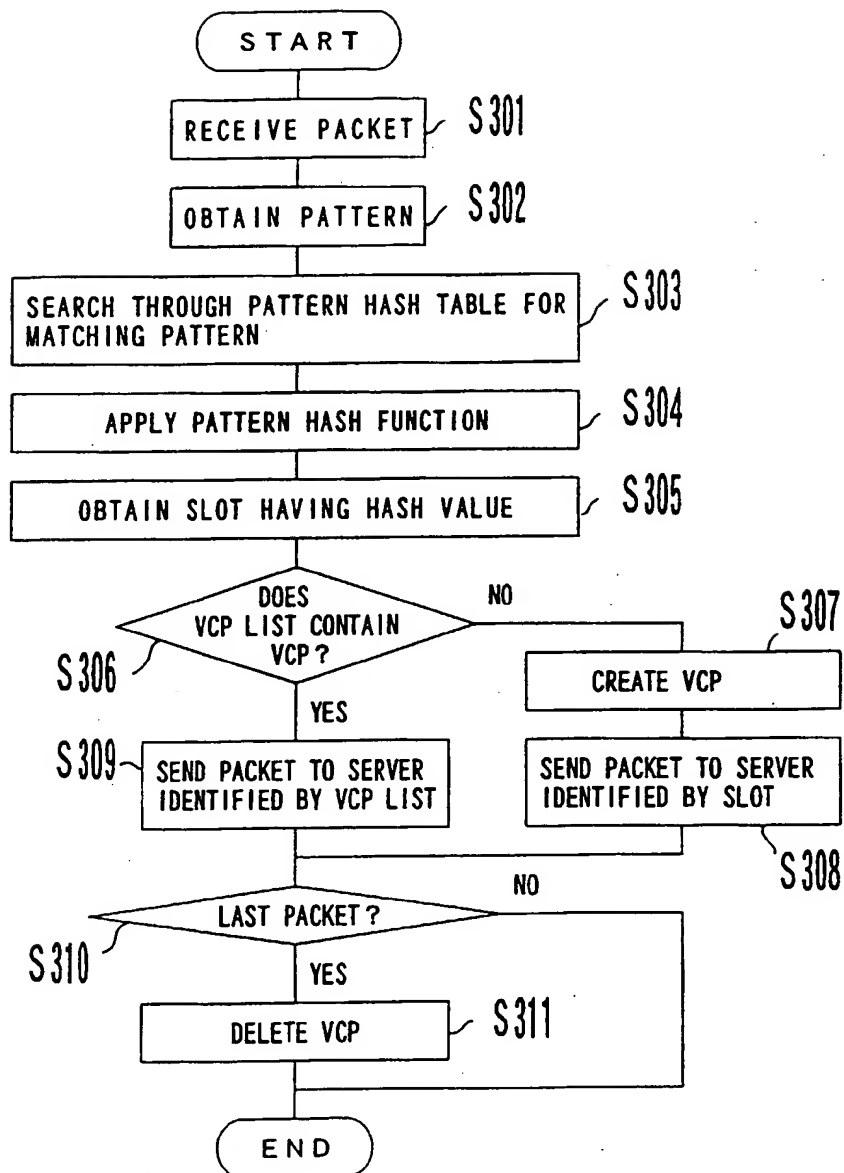 START
RECEIVE PACKET
S301
OBTAIN PATTERN
S302
SEARCH THROUGH PATTERN HASH TABLE FOR
MATCHING PATTERN
S303
APPLY PATTERN HASH FUNCTION
S304
OBTAIN SLOT HAVING HASH VALUE
S305
DOES
VCP LIST CONTAIN
VCP?
S306
NO
YES
S307
CREATE VCP
S309
SEND PACKET TO SERVER
IDENTIFIED BY VCP LIST
SEND PACKET TO SERVER
IDENTIFIED BY SLOT
S308
LAST PACKET?
NO
S310
YES
DELETE VCP
S311
END